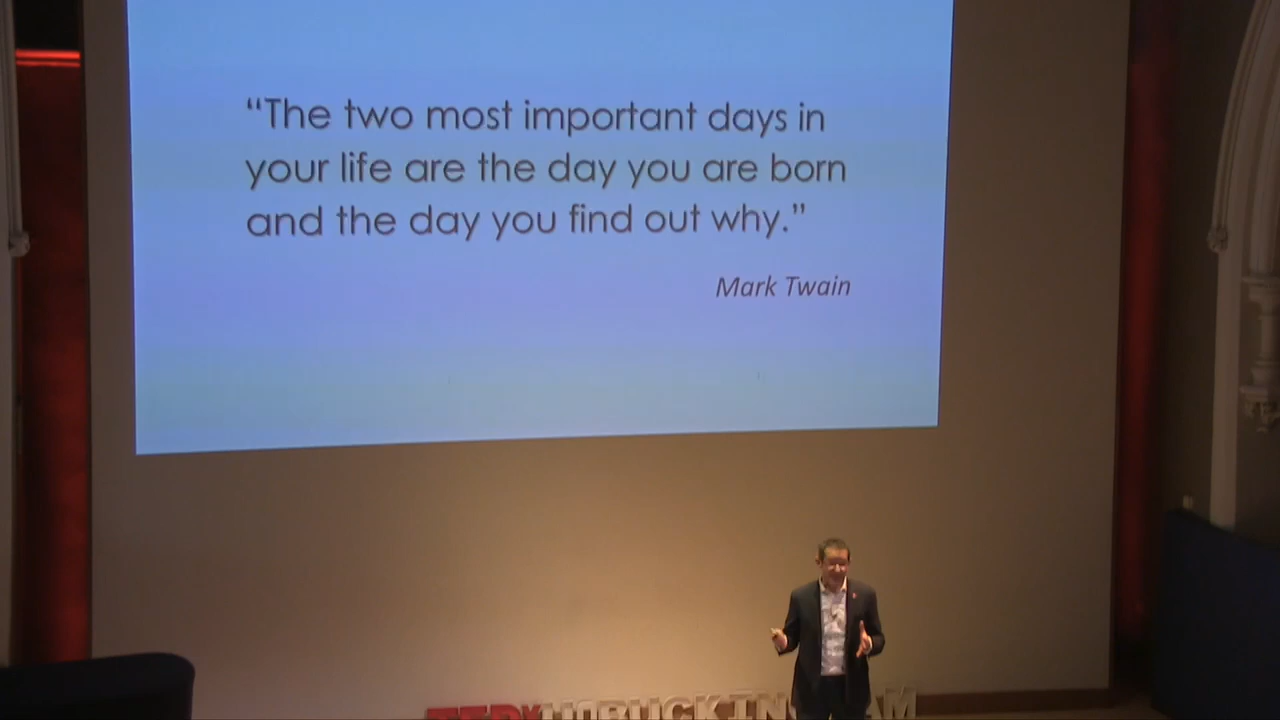 “The two most important days in
your life are the day you are born
and the day you find out why.”
Mark Twain
TEDxUoBUCKINGHAM